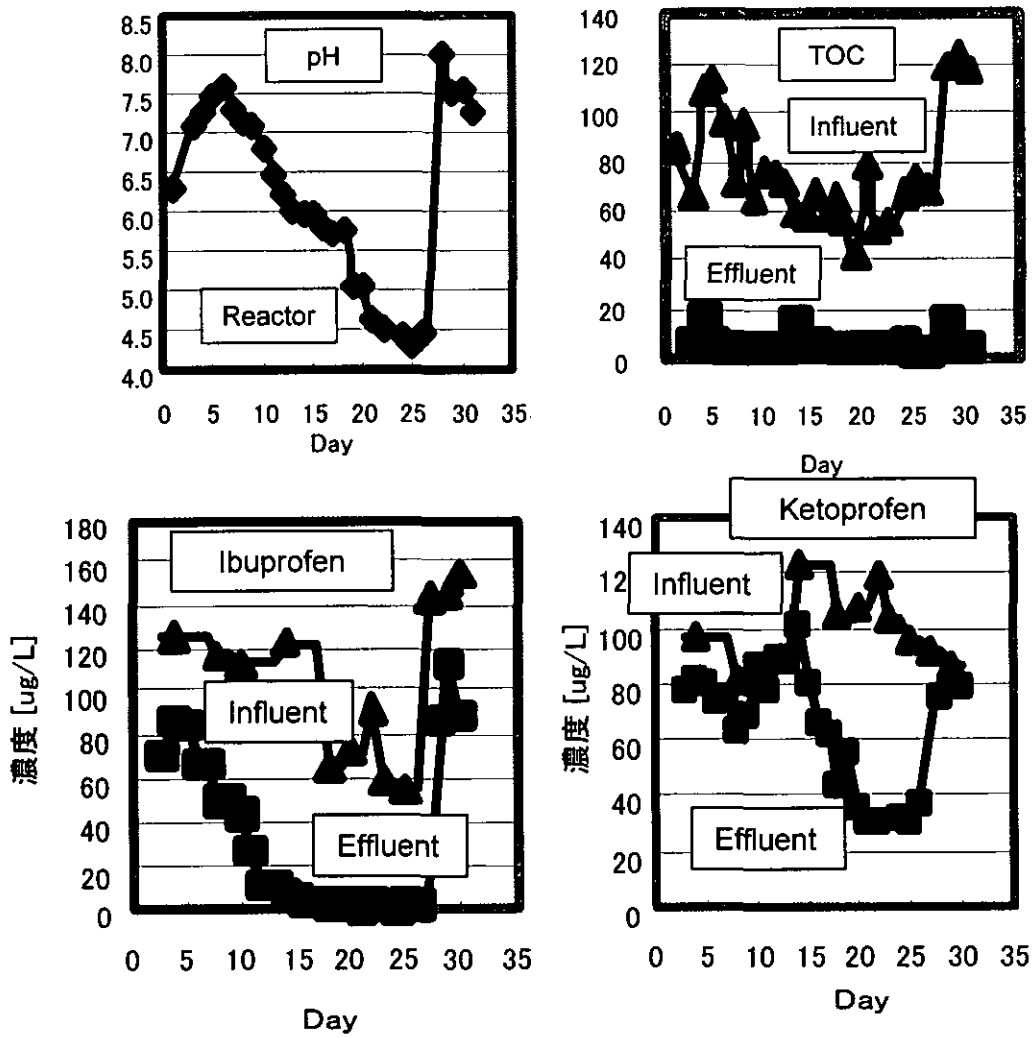 8.5
8.0
7.5
7.0
6.5
6.0
5.5
5.0
4.5
4.0
pH
Reactor
0 5 10 15 20 25 30 35
Day
140
120
100
80
60
40
20
0
TOC
Influent
Effluent
0 5 10 15 20 25 30 35
Day
180
160
140
120
100
80
60
40
20
0
濃度 [ug/L]
Ibuprofen
Influent
Effluent
0 5 10 15 20 25 30 35
Day
140
100
80
60
40
20
0
濃度 [ug/L]
Ketoprofen
Influent
Effluent
0 5 10 15 20 25 30 35
Day